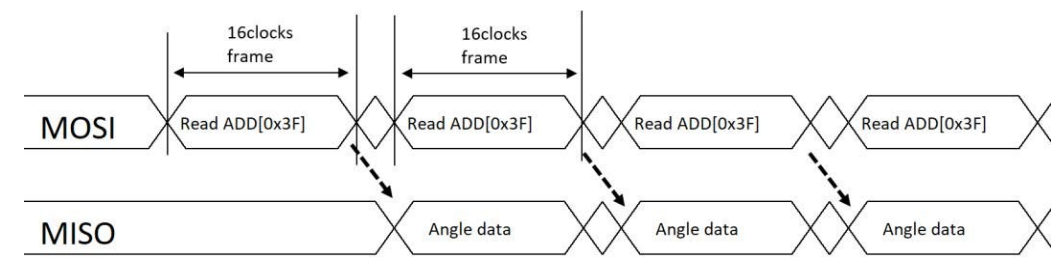 16clocks
frame
16clocks
frame
MOSI
Read ADD[0x3F]
Read ADD[0x3F]
Read ADD[0x3F]
Read ADD[0x3F]
MISO
Angle data
Angle data
Angle data